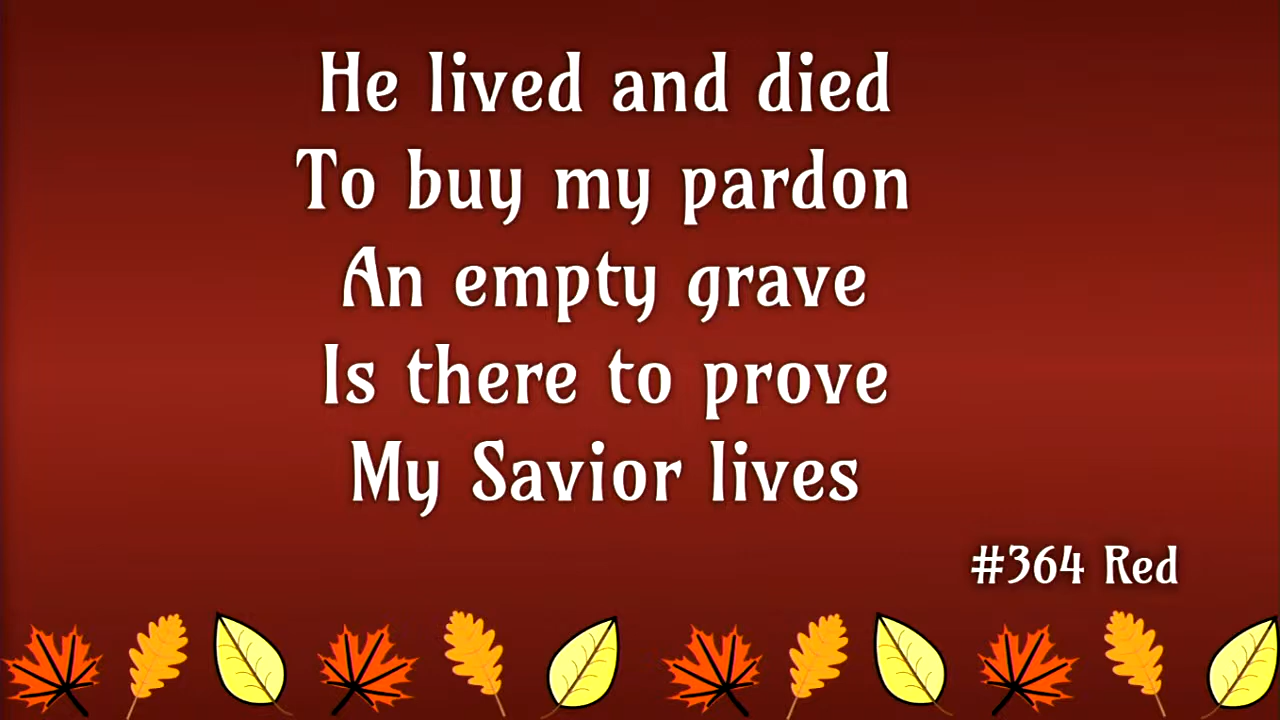 He lived and died
To buy my pardon
An empty grave
Is there to prove
My Savior lives
#364 Red